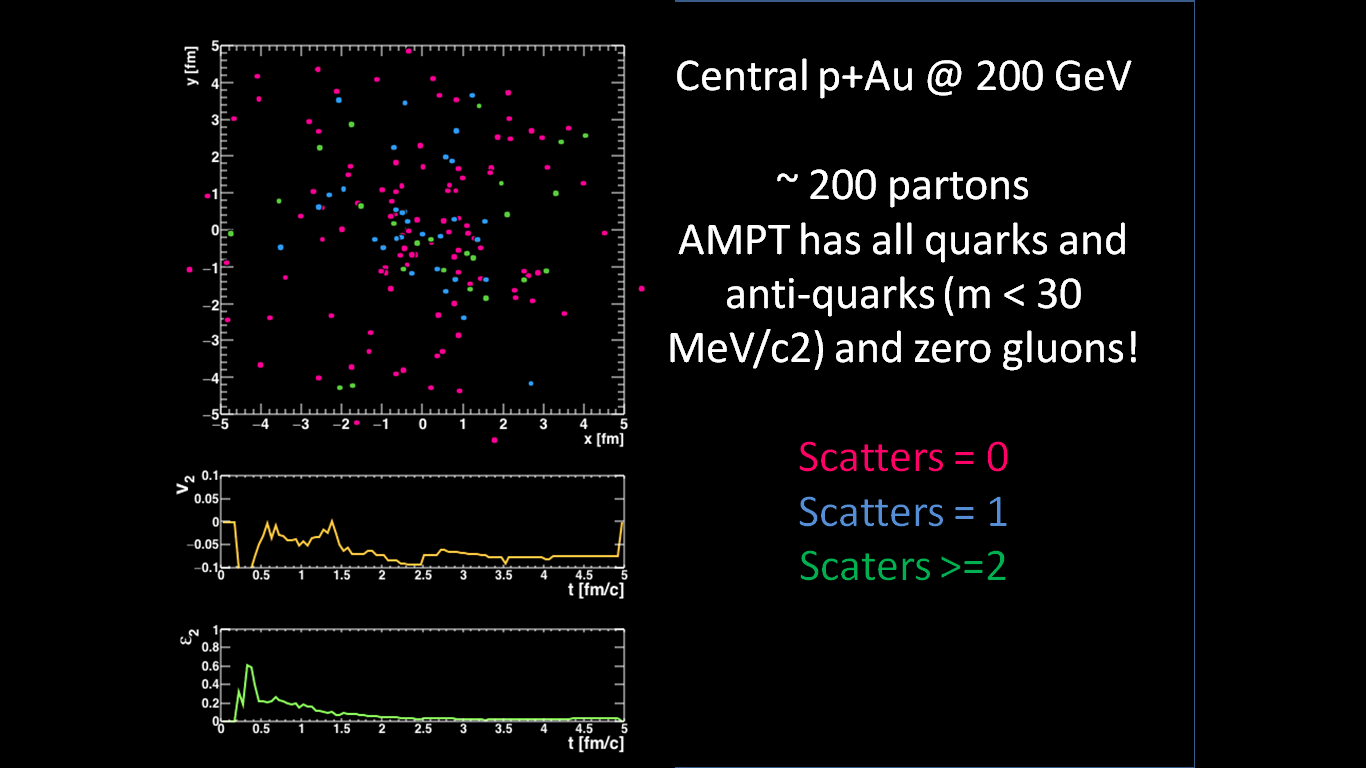 Central p+Au @ 200 GeV
~ 200 partons
AMPT has all quarks and
anti-quarks (m < 30
MeV/c2) and zero gluons!
Scatters = 0
Scatters = 1
Scaters >=2
y [fm]
5
4
3
2
1
0
−1
−2
−3
−4
−5
−5 −4 −3 −2 −1 0 1 2 3 4 5
x [fm]
v2
0.1
0.05
0
−0.05
−0.1
0 0.5 1 1.5 2 2.5 3 3.5 4 4.5 5
t [fm/c]
ε2
1
0.8
0.6
0.4
0.2
0
0 0.5 1 1.5 2 2.5 3 3.5 4 4.5 5
t [fm/c]